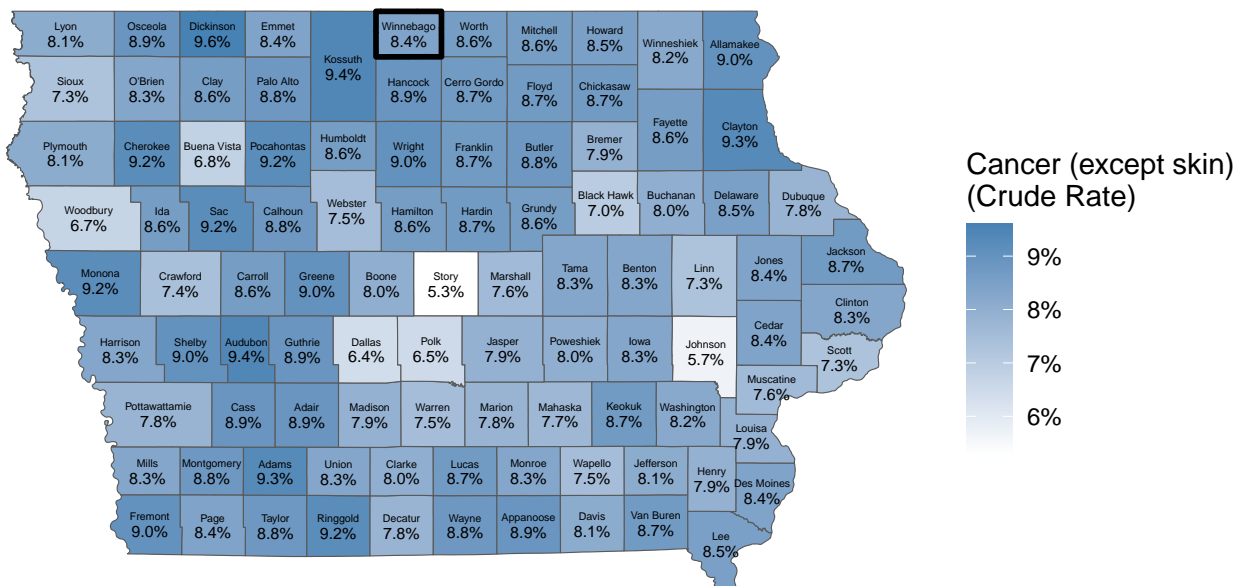 Lyon
8.1%
Osceola
8.9%
Dickinson
9.6%
Emmet
8.4%
Kossuth
9.4%
Winnebago
8.4%
Worth
8.6%
Mitchell
8.6%
Howard
8.5%
Winneshiek
8.2%
Allamakee
9.0%
Sioux
7.3%
O'Brien
8.3%
Clay
8.6%
Palo Alto
8.8%
Hancock
8.9%
Cerro Gordo
8.7%
Floyd
8.7%
Chickasaw
8.7%
Fayette
8.6%
Clayton
9.3%
Plymouth
8.1%
Cherokee
9.2%
Buena Vista
6.8%
Pocahontas
9.2%
Humboldt
8.6%
Wright
9.0%
Franklin
8.7%
Butler
8.8%
Bremer
7.9%
Woodbury
6.7%
Ida
8.6%
Sac
9.2%
Calhoun
8.8%
Webster
7.5%
Hamilton
8.6%
Hardin
8.7%
Grundy
8.6%
Black Hawk
7.0%
Buchanan
8.0%
Delaware
8.5%
Dubuque
7.8%
Monona
9.2%
Crawford
7.4%
Carroll
8.6%
Greene
9.0%
Boone
8.0%
Story
5.3%
Marshall
7.6%
Tama
8.3%
Benton
8.3%
Linn
7.3%
Jones
8.4%
Jackson
8.7%
Clinton
8.3%
Harrison
8.3%
Shelby
9.0%
Audubon
9.4%
Guthrie
8.9%
Dallas
6.4%
Polk
6.5%
Jasper
7.9%
Poweshiek
8.0%
Iowa
8.3%
Johnson
5.7%
Cedar
8.4%
Scott
7.3%
Muscatine
7.6%
Pottawattamie
7.8%
Cass
8.9%
Adair
8.9%
Madison
7.9%
Warren
7.5%
Marion
7.8%
Mahaska
7.7%
Keokuk
8.7%
Washington
8.2%
Louisa
7.9%
Mills
8.3%
Montgomery
8.8%
Adams
9.3%
Union
8.3%
Clarke
8.0%
Lucas
8.7%
Monroe
8.3%
Wapello
7.5%
Jefferson
8.1%
Henry
7.9%
Des Moines
8.4%
Fremont
9.0%
Page
8.4%
Taylor
8.8%
Ringgold
9.2%
Decatur
7.8%
Wayne
8.8%
Appanoose
8.9%
Davis
8.1%
Van Buren
8.7%
Lee
8.5%
Cancer (except skin)
(Crude Rate)
9%
8%
7%
6%